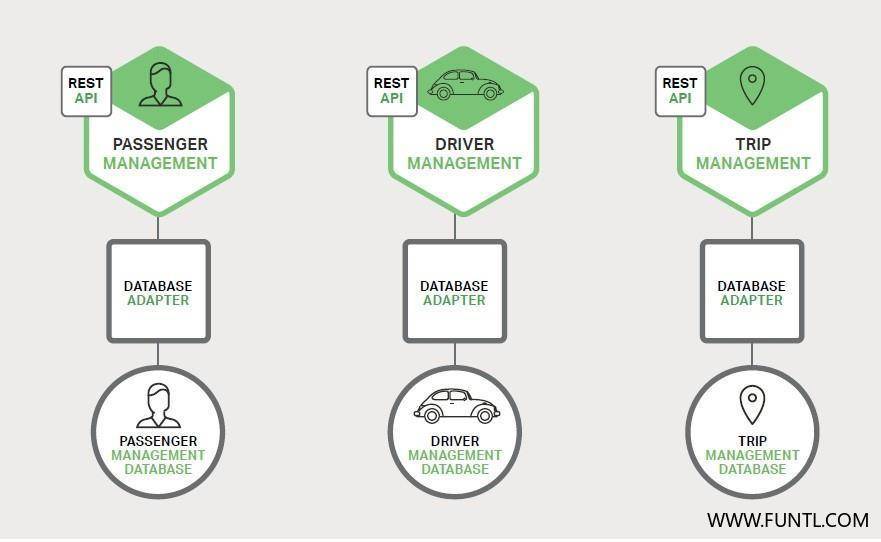 REST
API
PASSENGER
MANAGEMENT
REST
API
DRIVER
MANAGEMENT
REST
API
TRIP
MANAGEMENT
DATABASE
ADAPTER
DATABASE
ADAPTER
DATABASE
ADAPTER
PASSENGER
MANAGEMENT
DATABASE
DRIVER
MANAGEMENT
DATABASE
TRIP
MANAGEMENT
DATABASE
WWW.FUNTL.COM